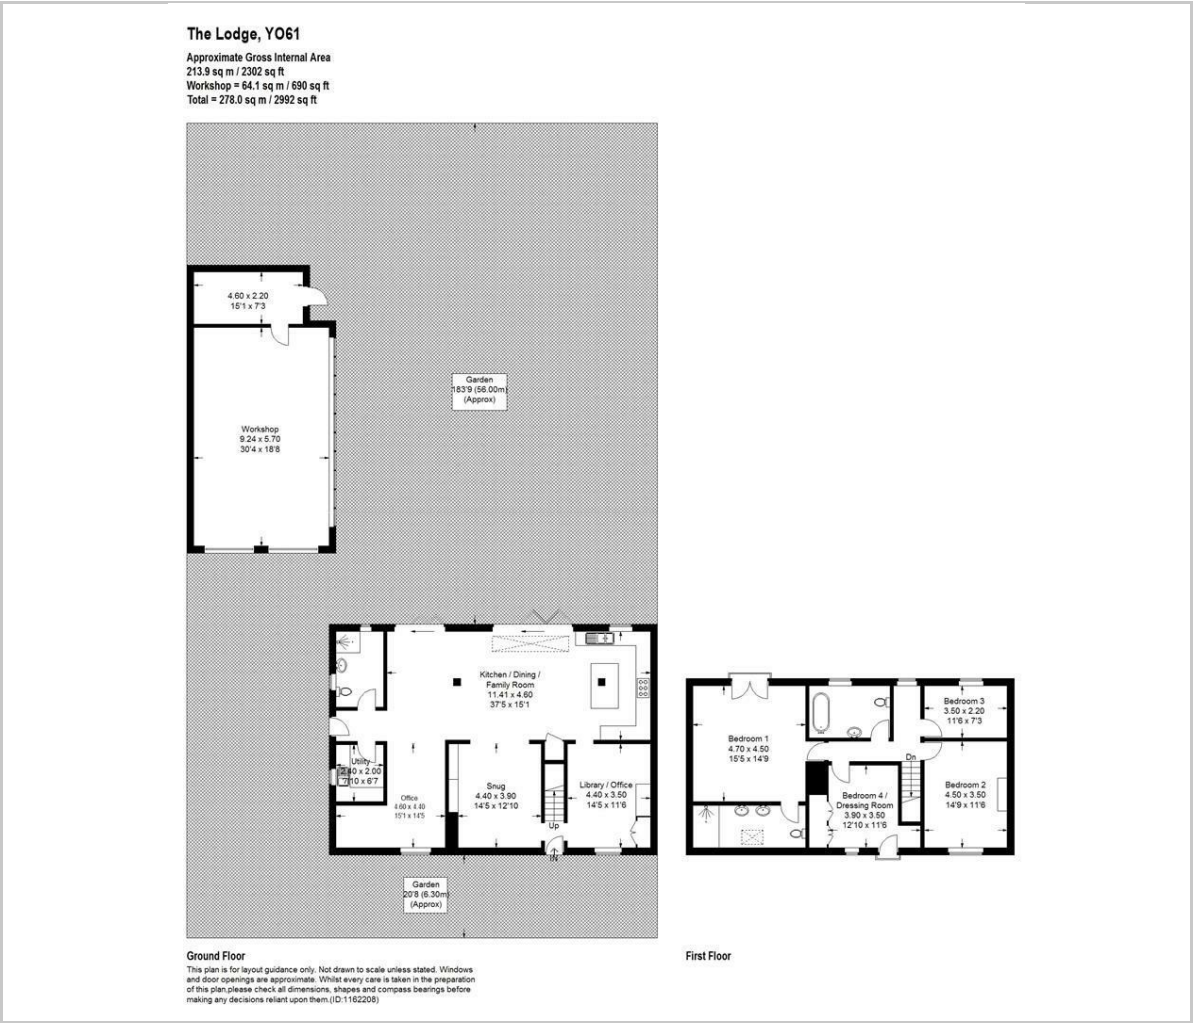 The Lodge, YO61
Approximate Gross Internal Area
213.9 sq m / 2302 sq ft
Workshop = 64.1 sq m / 690 sq ft
Total = 278.0 sq m / 2992 sq ft
4.60 x 2.20
15'1 x 7'3
Garden
183'9 (56.00m)
(Approx)
Workshop
9.24 x 5.70
30'4 x 18'8
Kitchen / Dining /
Family Room
11.41 x 4.60
37'5 x 15'1
Utility
2.40 x 2.00
7'10 x 6'7
Office
4.60 x 4.40
15'1 x 14'5
Snug
4.40 x 3.90
14'5 x 12'10
Up
IN
Library / Office
4.40 x 3.50
14'5 x 11'6
Garden
20'8 (6.30m)
(Approx)
Bedroom 1
4.70 x 4.50
15'5 x 14'9
Bedroom 3
3.50 x 2.20
11'6 x 7'3
Dn
Bedroom 2
4.50 x 3.50
14'9 x 11'6
Bedroom 4 /
Dressing Room
3.90 x 3.50
12'10 x 11'6
Ground Floor
First Floor
This plan is for layout guidance only. Not drawn to scale unless stated. Windows
and door openings are approximate. Whilst every care is taken in the preparation
of this plan,please check all dimensions, shapes and compass bearings before
making any decisions reliant upon them.(ID:1162208)